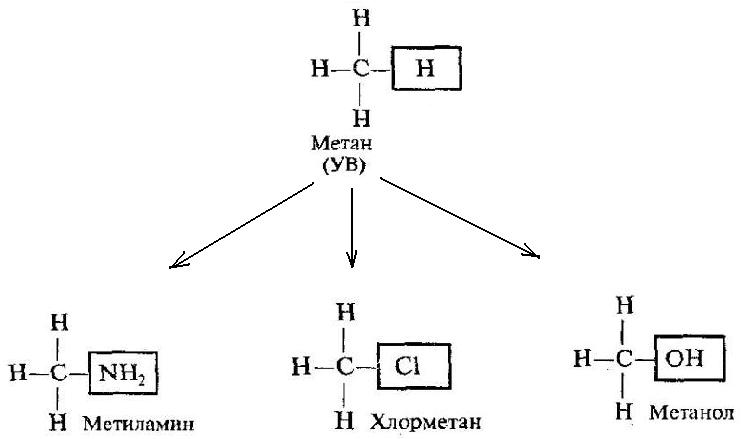 H
H–C– H
H
Метан
(УВ)
H
H–C– NH₂
H Метиламин
H
H–C– Cl
H Хлорметан
H
H–C– OH
H Метанол